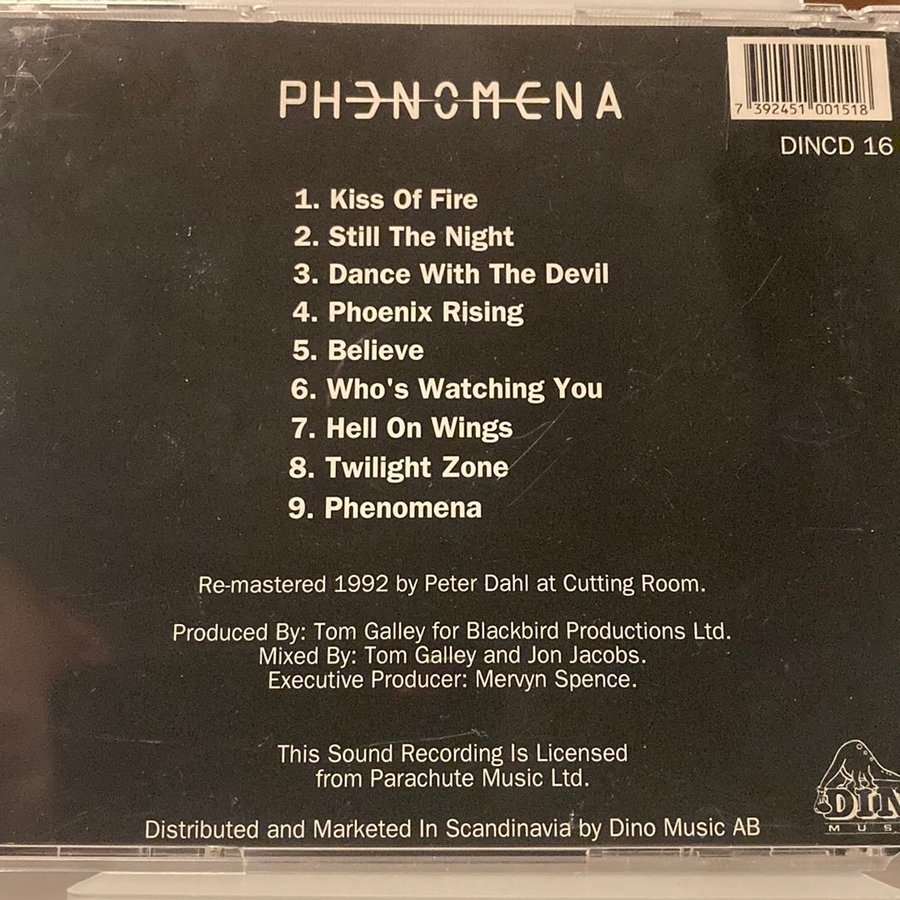 PHENOMENA
7 392451 001518
DINCD 16
1. Kiss Of Fire
2. Still The Night
3. Dance With The Devil
4. Phoenix Rising
5. Believe
6. Who's Watching You
7. Hell On Wings
8. Twilight Zone
9. Phenomena
Re-mastered 1992 by Peter Dahl at Cutting Room.
Produced By: Tom Galley for Blackbird Productions Ltd.
Mixed By: Tom Galley and Jon Jacobs.
Executive Producer: Mervyn Spence.
This Sound Recording Is Licensed
from Parachute Music Ltd.
Distributed and Marketed In Scandinavia by Dino Music AB